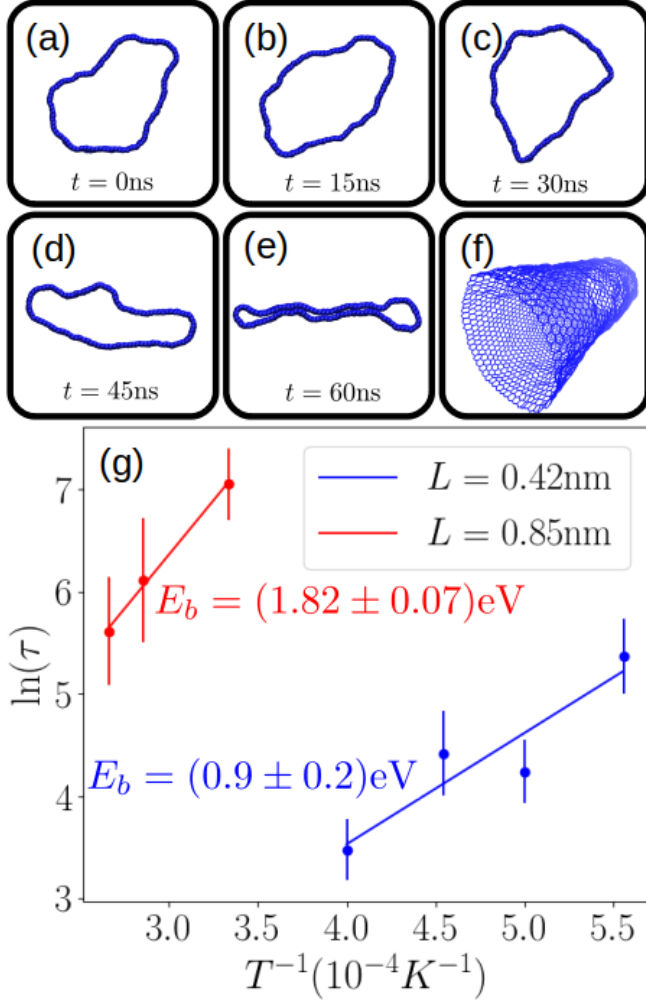 (a)
t = 0ns
(b)
t = 15ns
(c)
t = 30ns
(d)
t = 45ns
(e)
t = 60ns
(f)
(g)
L = 0.42nm
L = 0.85nm
E_b = (1.82 ± 0.07)eV
E_b = (0.9 ± 0.2)eV
ln(τ)
7
6
5
4
3
3.0 3.5 4.0 4.5 5.0 5.5
T⁻¹(10⁻⁴K⁻¹)